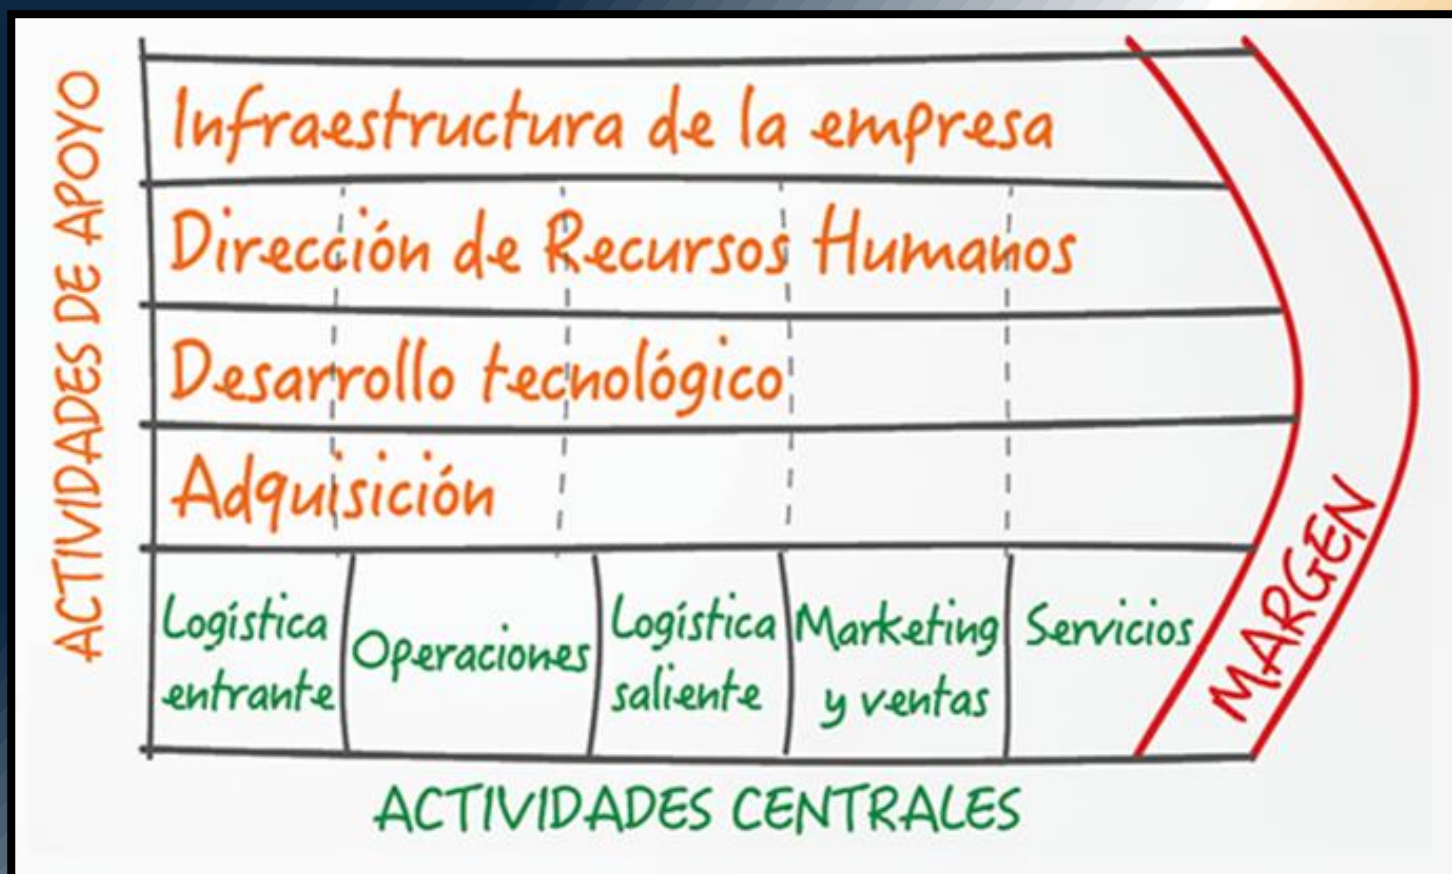 ACTIVIDADES DE APOYO
Infraestructura de la empresa
Dirección de Recursos Humanos
Desarrollo tecnológico
Adquisición
Logística
entrante
Operaciones
Logística
saliente
Marketing
y ventas
Servicios
MARGEN
ACTIVIDADES CENTRALES